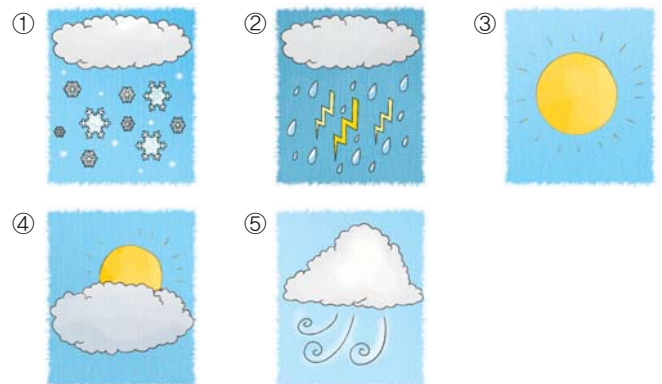 ① ② ③
④ ⑤